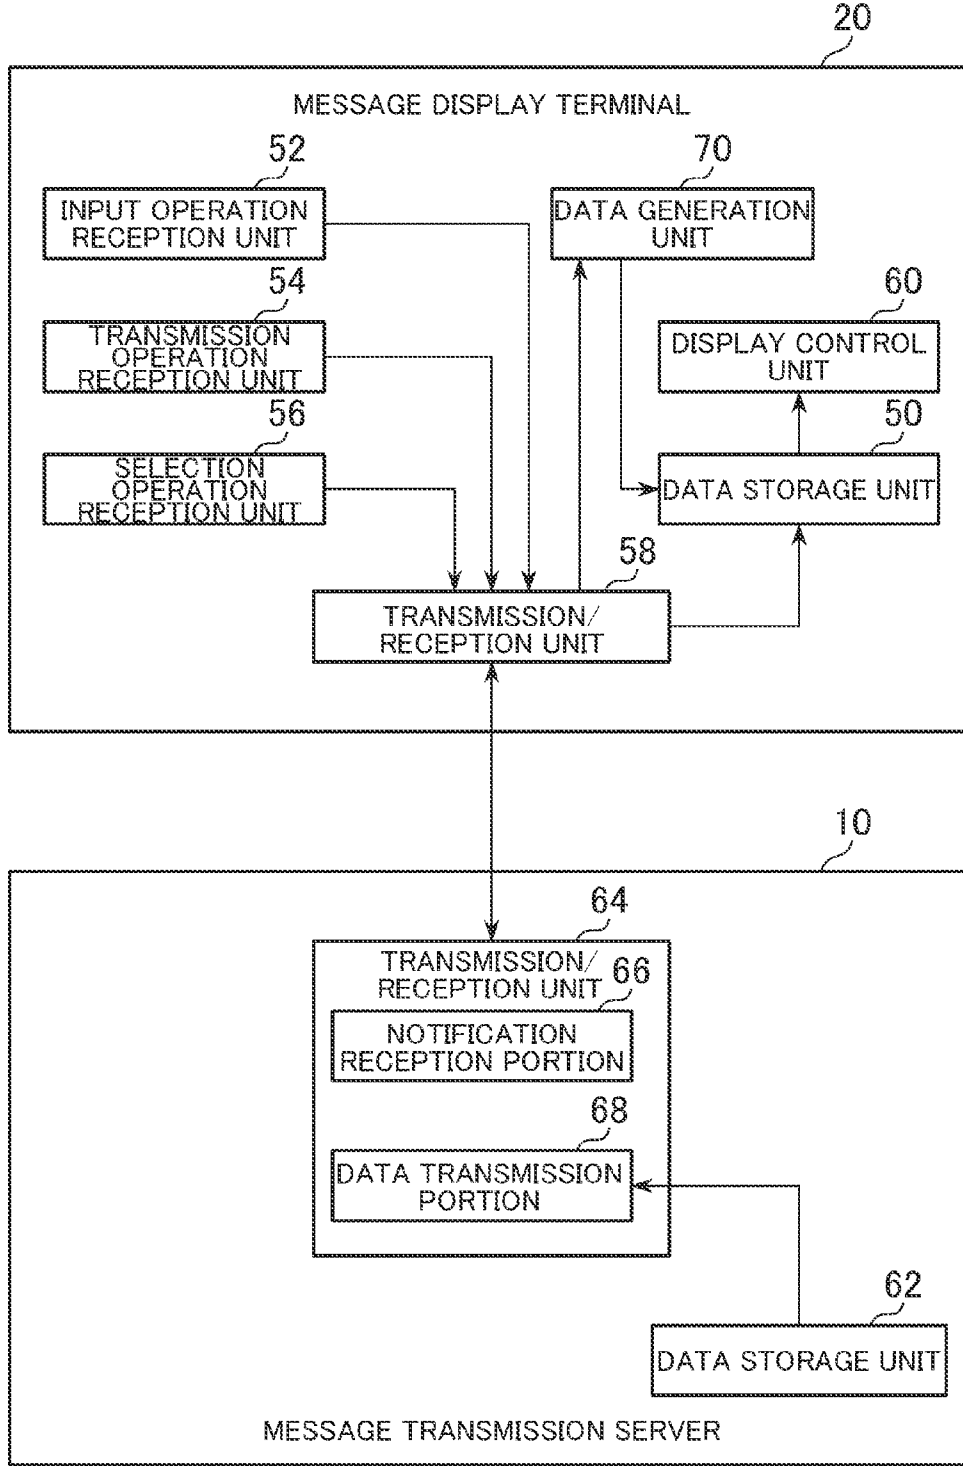 20
MESSAGE DISPLAY TERMINAL
52
INPUT OPERATION
RECEPTION UNIT
70
DATA GENERATION
UNIT
54
TRANSMISSION
OPERATION
RECEPTION UNIT
60
DISPLAY CONTROL
UNIT
56
SELECTION
OPERATION
RECEPTION UNIT
50
DATA STORAGE UNIT
58
TRANSMISSION/
RECEPTION UNIT
10
64
TRANSMISSION/
RECEPTION UNIT
66
NOTIFICATION
RECEPTION PORTION
68
DATA TRANSMISSION
PORTION
62
DATA STORAGE UNIT
MESSAGE TRANSMISSION SERVER